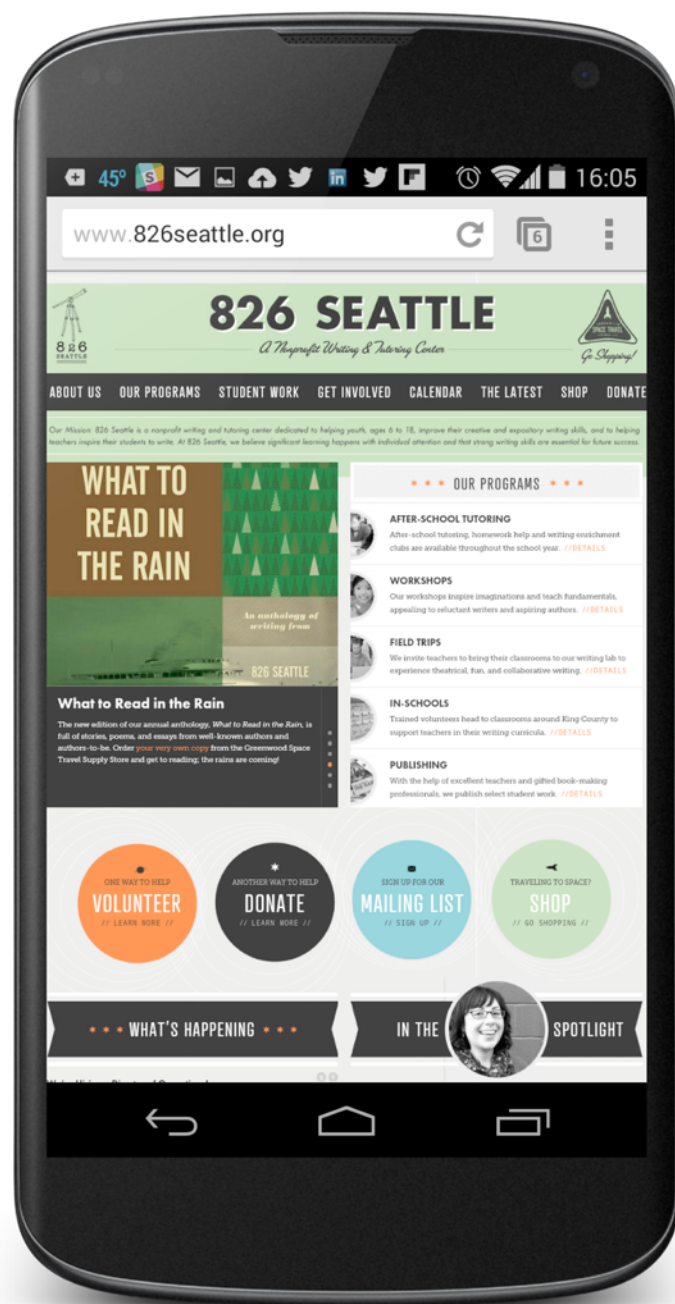 45° S in 16:05
www.826seattle.org 6
826 SEATTLE
A Nonprofit Writing & Tutoring Center
826
SEATTLE
SPACE TRAVEL
Go Shopping!
ABOUT US OUR PROGRAMS STUDENT WORK GET INVOLVED CALENDAR THE LATEST SHOP DONATE
Our Mission: 826 Seattle is a nonprofit writing and tutoring center dedicated to helping youth, ages 6 to 18, improve their creative and expository writing skills, and to helping
teachers inspire their students to write. At 826 Seattle, we believe significant learning happens with individual attention and that strong writing skills are essential for future success.
WHAT TO
READ IN
THE RAIN
An anthology of
writing from
826 SEATTLE
What to Read in the Rain
The new edition of our annual anthology, What to Read in the Rain, is
full of stories, poems, and essays from well-known authors and
authors-to-be. Order your very own copy from the Greenwood Space
Travel Supply Store and get to reading; the rains are coming!
OUR PROGRAMS
AFTER-SCHOOL TUTORING
After-school tutoring, homework help and writing enrichment
clubs are available throughout the school year. //DETAILS
WORKSHOPS
Our workshops inspire imaginations and teach fundamentals,
appealing to reluctant writers and aspiring authors. //DETAILS
FIELD TRIPS
We invite teachers to bring their classrooms to our writing lab to
experience theatrical, fun, and collaborative writing. //DETAILS
IN-SCHOOLS
Trained volunteers head to classrooms around King County to
support teachers in their writing curricula. //DETAILS
PUBLISHING
With the help of excellent teachers and gifted book-making
professionals, we publish select student work. //DETAILS
ONE WAY TO HELP
VOLUNTEER
// LEARN MORE //
ANOTHER WAY TO HELP
DONATE
// LEARN MORE //
SIGN UP FOR OUR
MAILING LIST
// SIGN UP //
TRAVELING TO SPACE?
SHOP
// GO SHOPPING //
WHAT'S HAPPENING
IN THE SPOTLIGHT